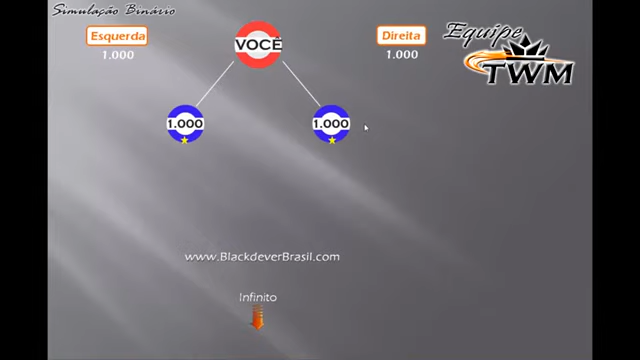 Simulação Binário
Esquerda
1.000
VOCÊ
Direita
1.000
Equipe
TWM
1.000
1.000
www.BlackdeverBrasil.com
Infinito